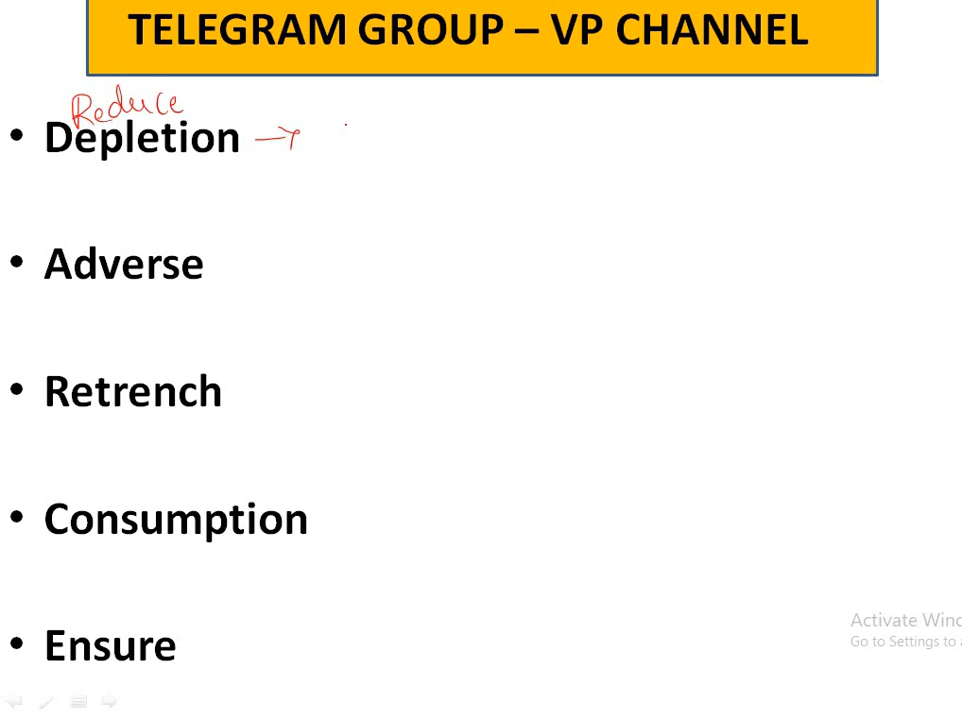 TELEGRAM GROUP – VP CHANNEL
Reduce
• Depletion →
• Adverse
• Retrench
• Consumption
• Ensure
Activate Wind
Go to Settings to a